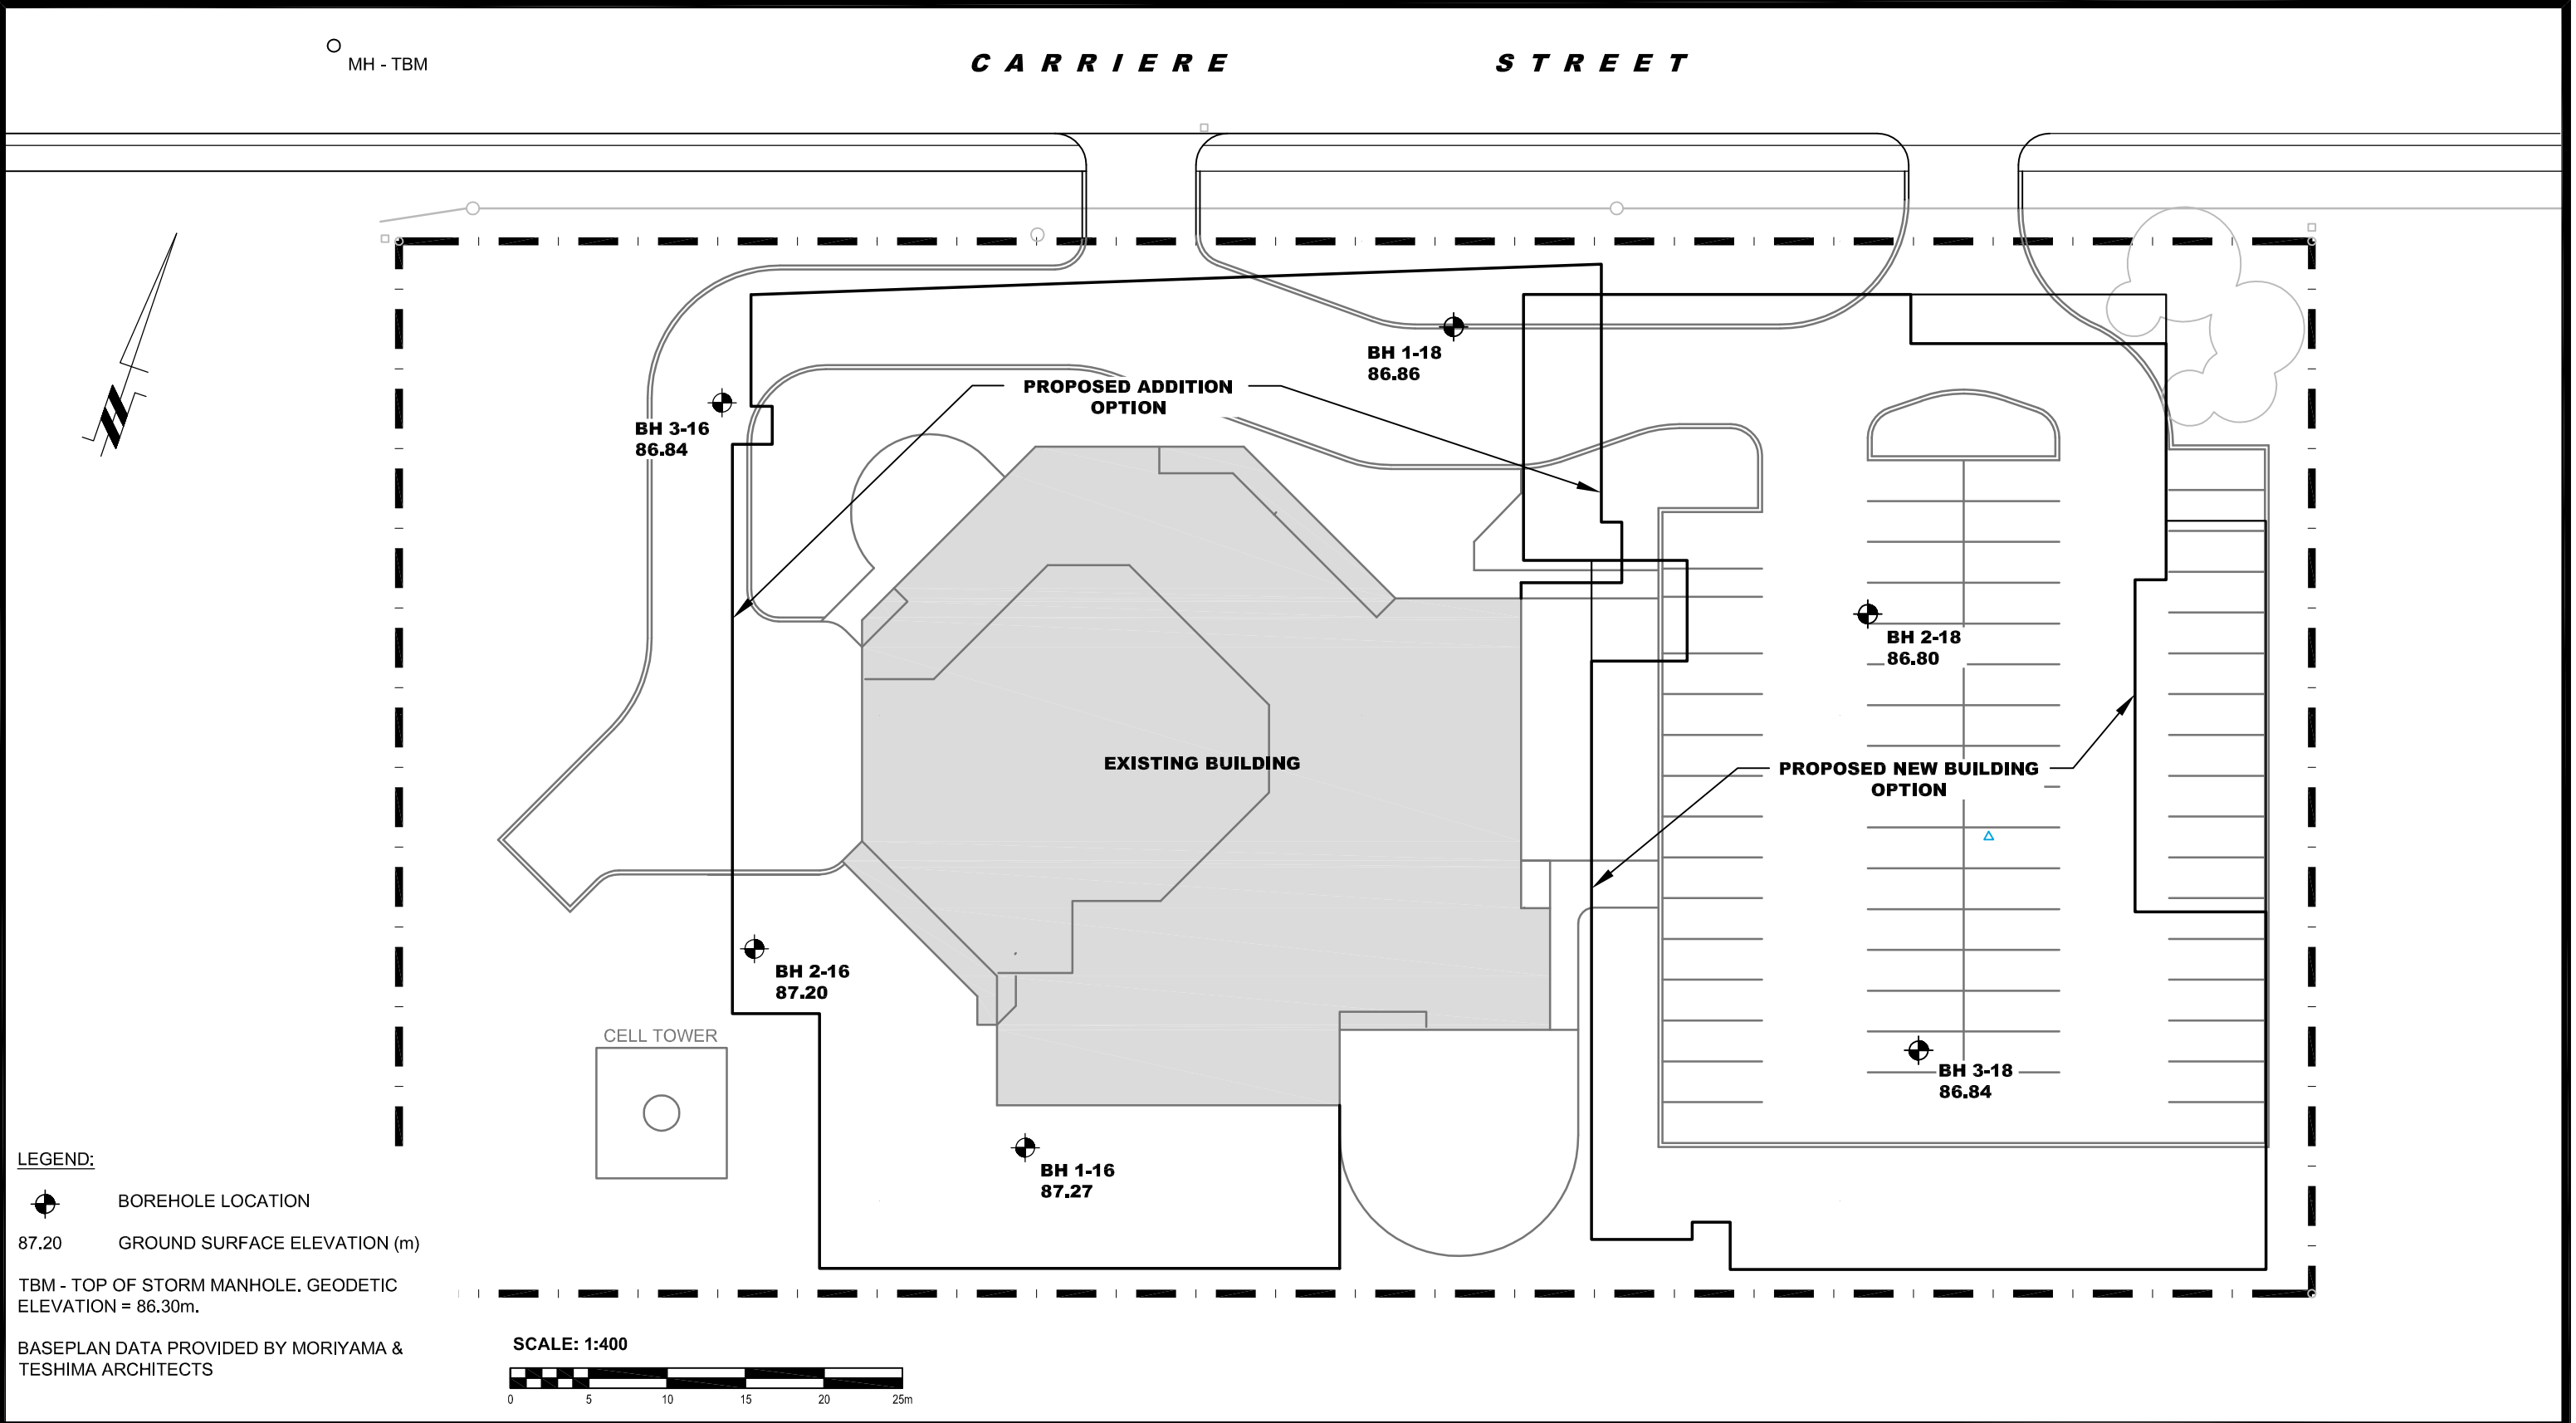 MH - TBM
CARRIERE STREET
BH 1-18
86.86
PROPOSED ADDITION
OPTION
BH 3-16
86.84
BH 2-18
86.80
EXISTING BUILDING
PROPOSED NEW BUILDING
OPTION
BH 2-16
87.20
CELL TOWER
BH 3-18
86.84
BH 1-16
87.27
LEGEND:
BOREHOLE LOCATION
87.20 GROUND SURFACE ELEVATION (m)
TBM - TOP OF STORM MANHOLE. GEODETIC
ELEVATION = 86.30m.
BASEPLAN DATA PROVIDED BY MORIYAMA &
TESHIMA ARCHITECTS
SCALE: 1:400
0 5 10 15 20 25m